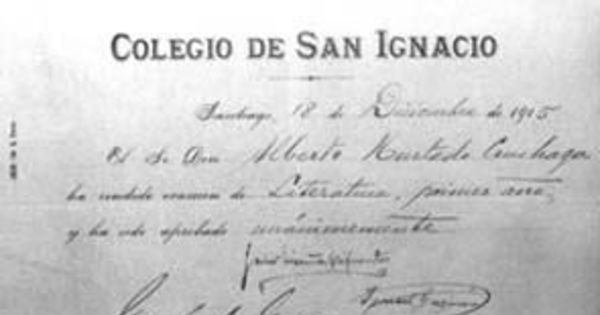 COLEGIO DE SAN IGNACIO
Santiago, 18 de Diciembre de 1915
El Sr. Don Alberto Hurtado Cruchaga
ha rendido examen de Literatura, primer año,
y ha sido aprobado unánimemente